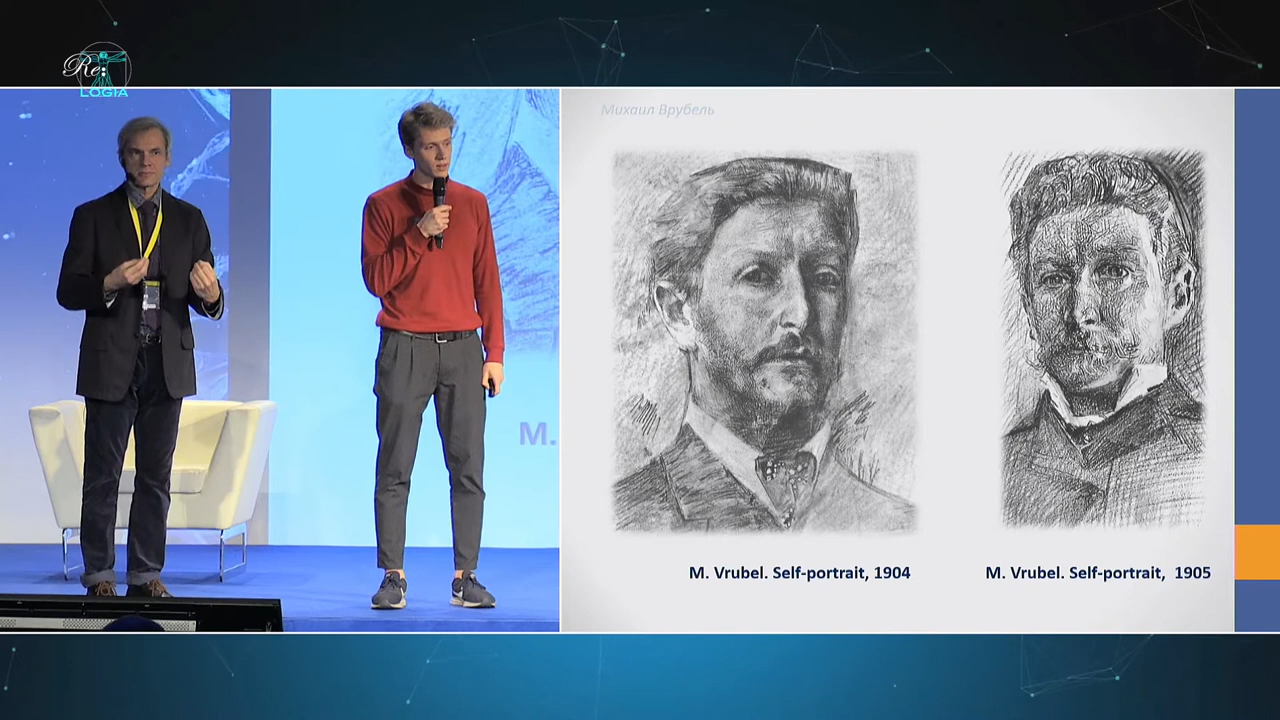 Re:
LOGIA
Михаил Врубель
M.
M. Vrubel. Self-portrait, 1904
M. Vrubel. Self-portrait, 1905